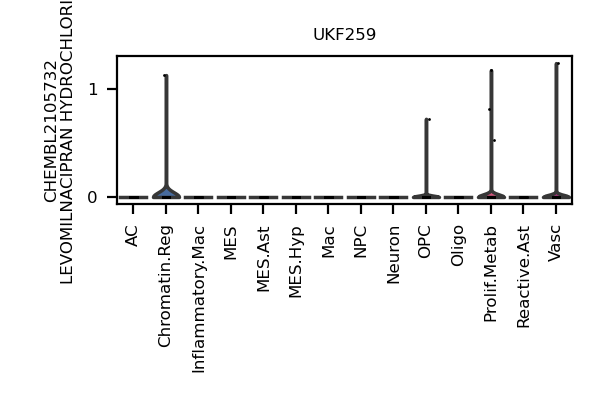 UKF259
CHEMBL2105732
LEVOMILNACIPRAN HYDROCHLORI
1
0
AC
Chromatin.Reg
Inflammatory.Mac
MES
MES.Ast
MES.Hyp
Mac
NPC
Neuron
OPC
Oligo
Prolif.Metab
Reactive.Ast
Vasc